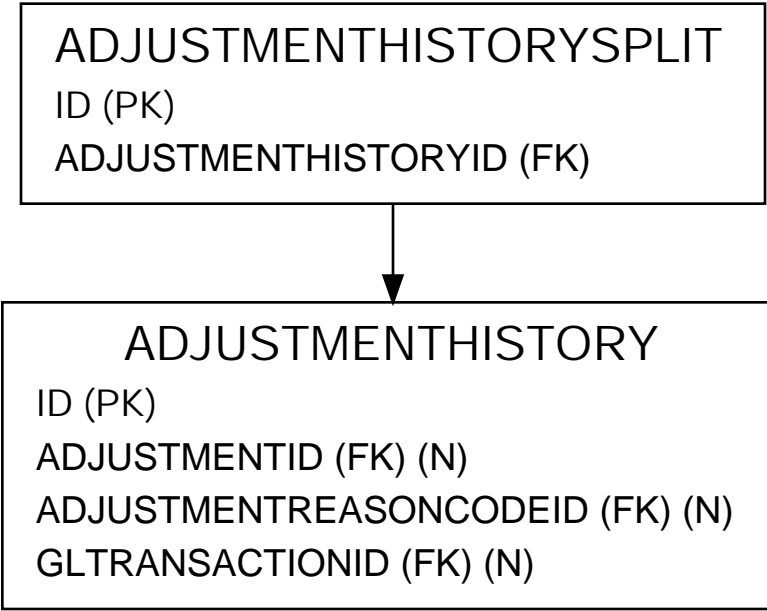 ADJUSTMENTHISTORYSPLIT
ID (PK)
ADJUSTMENTHISTORYID (FK)
ADJUSTMENTHISTORY
ID (PK)
ADJUSTMENTID (FK) (N)
ADJUSTMENTREASONCODEID (FK) (N)
GLTRANSACTIONID (FK) (N)